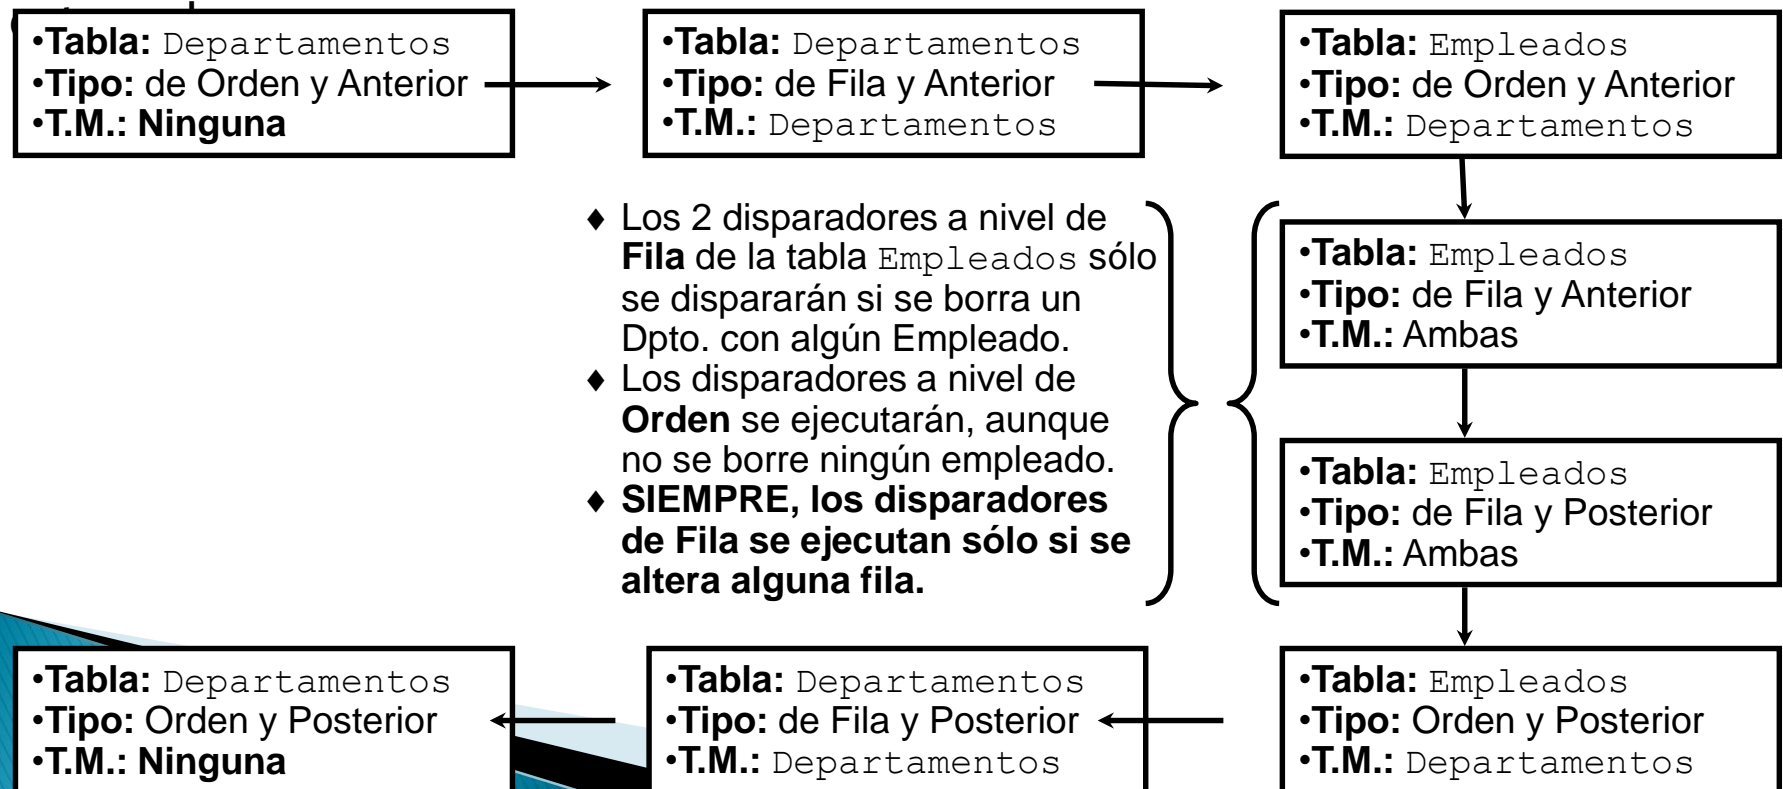 •Tabla: Departamentos
•Tipo: de Orden y Anterior
•T.M.: Ninguna
•Tabla: Departamentos
•Tipo: de Fila y Anterior
•T.M.: Departamentos
•Tabla: Empleados
•Tipo: de Orden y Anterior
•T.M.: Departamentos
♦ Los 2 disparadores a nivel de
Fila de la tabla Empleados sólo
se dispararán si se borra un
Dpto. con algún Empleado.
♦ Los disparadores a nivel de
Orden se ejecutarán, aunque
no se borre ningún empleado.
♦ SIEMPRE, los disparadores
de Fila se ejecutan sólo si se
altera alguna fila.
•Tabla: Empleados
•Tipo: de Fila y Anterior
•T.M.: Ambas
•Tabla: Empleados
•Tipo: de Fila y Posterior
•T.M.: Ambas
•Tabla: Empleados
•Tipo: Orden y Posterior
•T.M.: Departamentos
•Tabla: Departamentos
•Tipo: de Fila y Posterior
•T.M.: Departamentos
•Tabla: Departamentos
•Tipo: Orden y Posterior
•T.M.: Ninguna